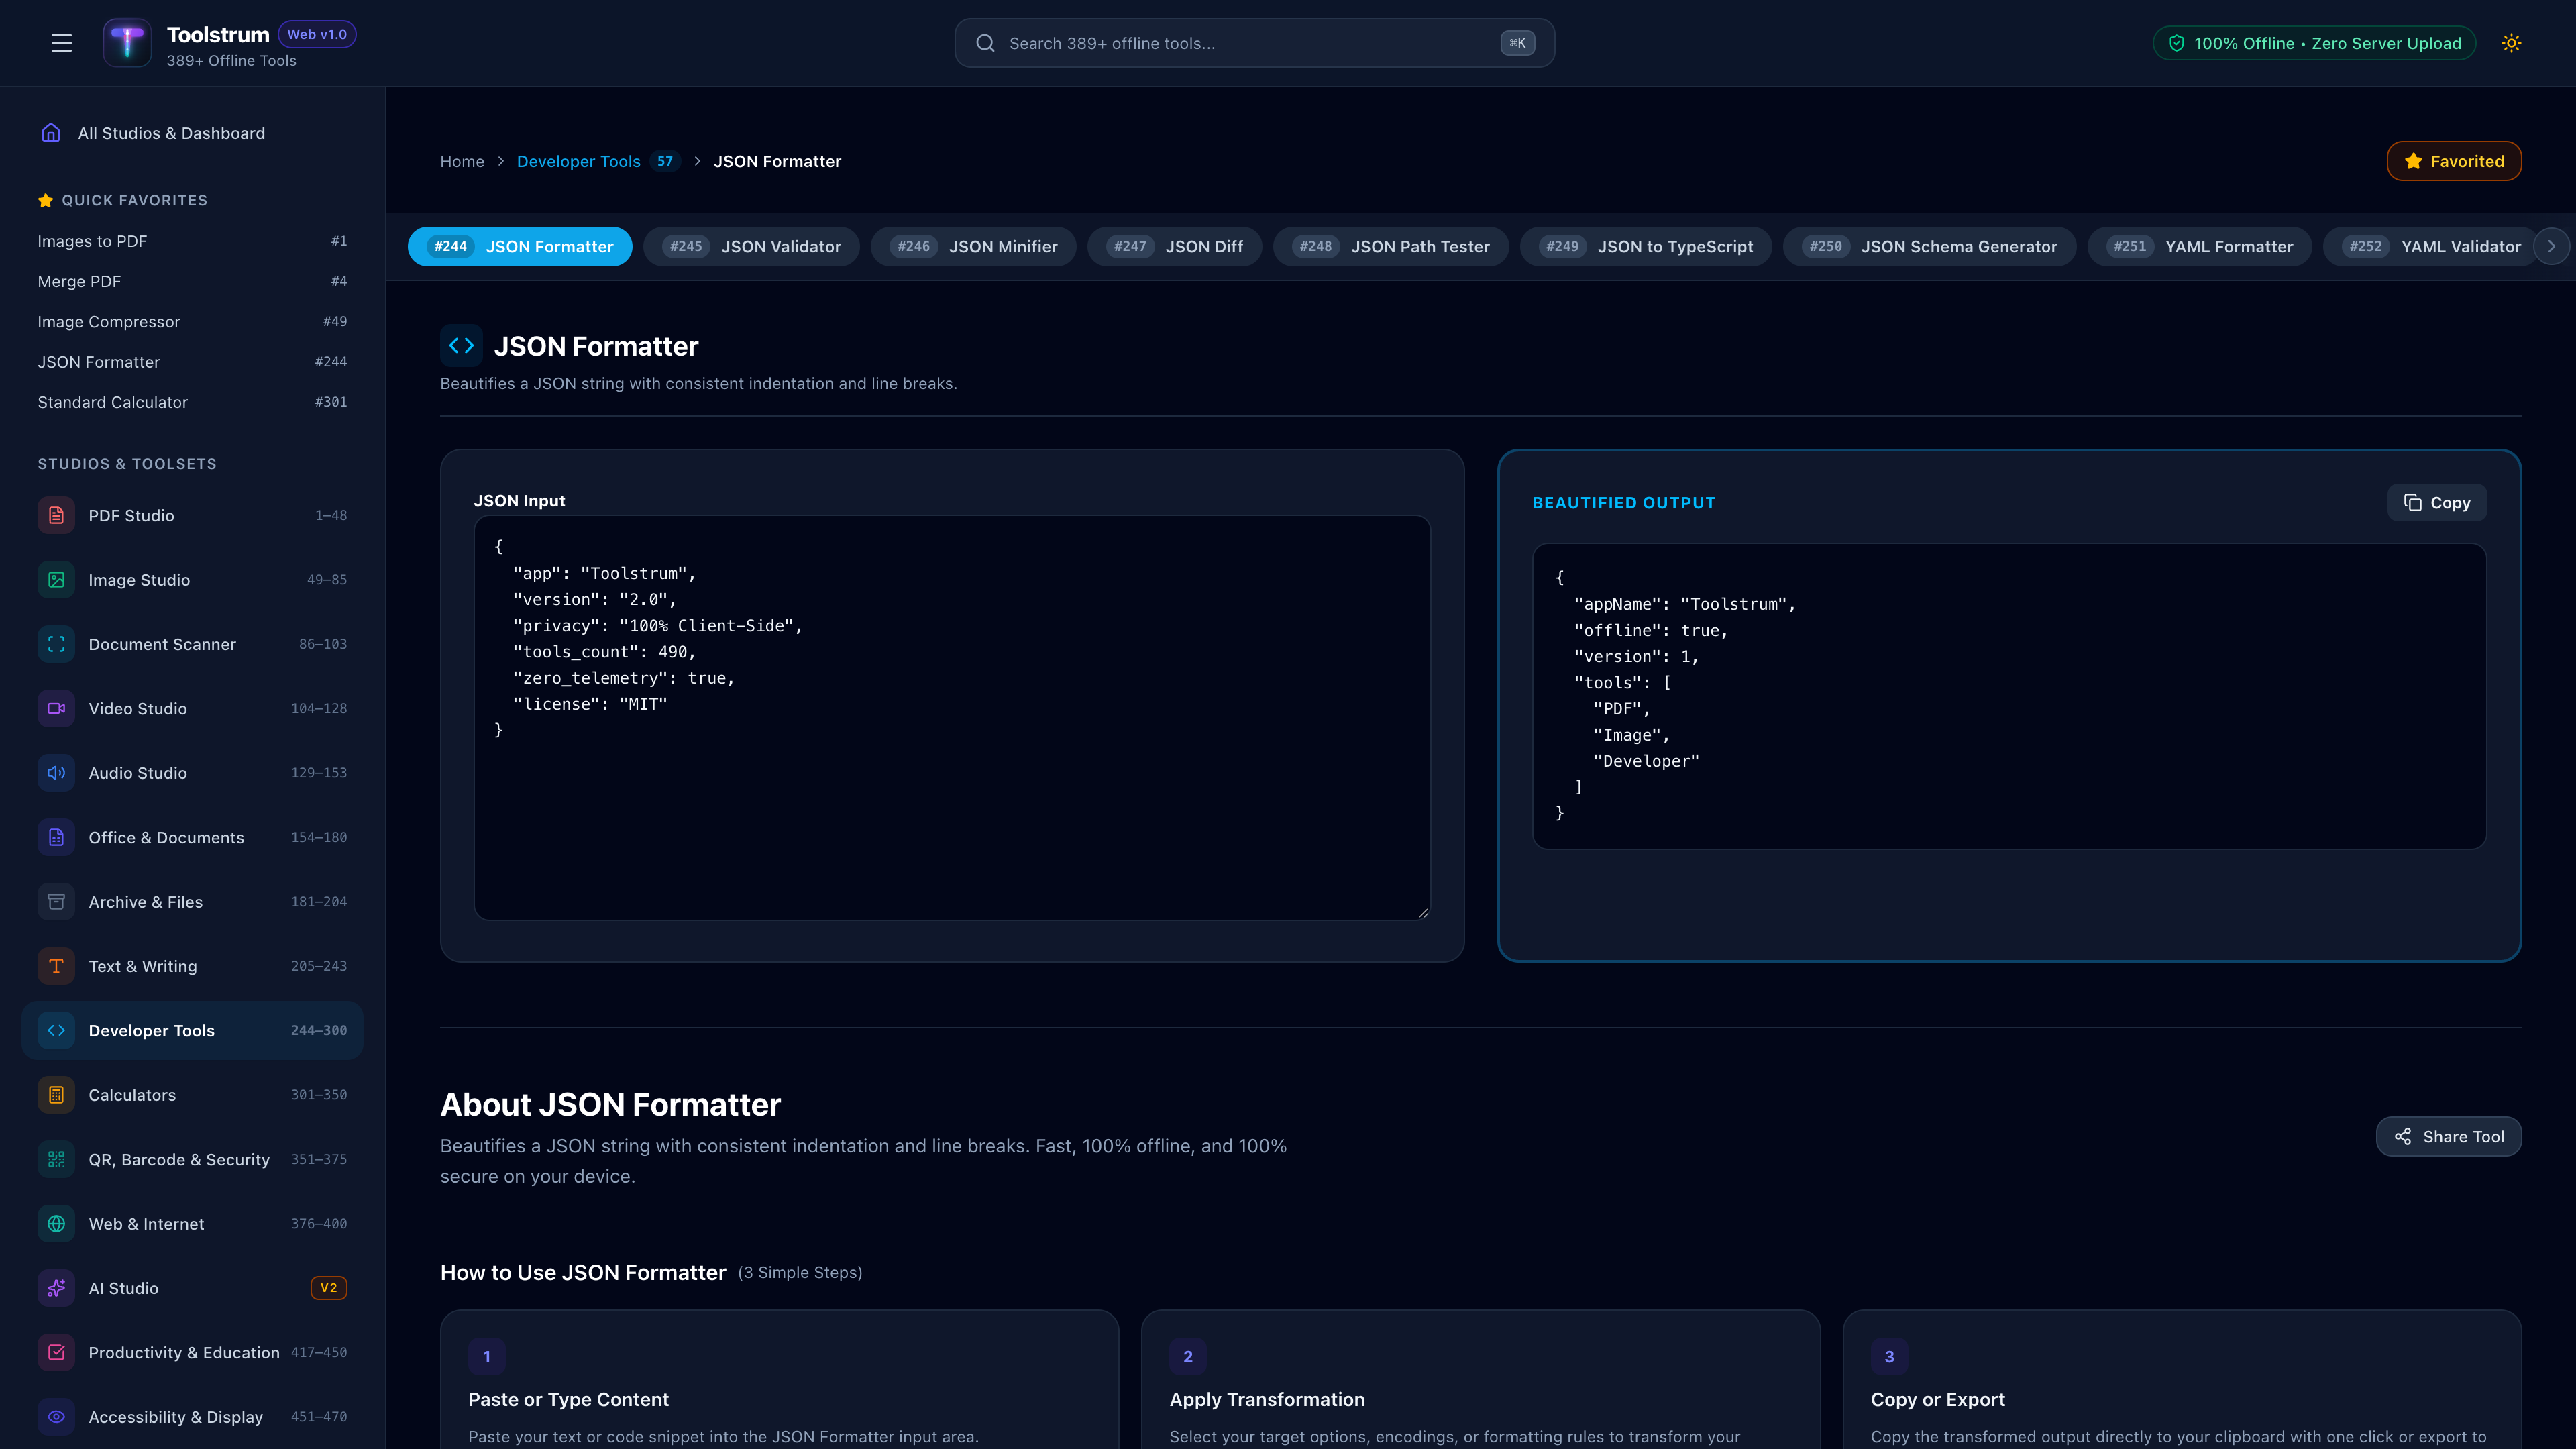 Toolstrum Web v1.0
389+ Offline Tools
Search 389+ offline tools... ⌘K
100% Offline • Zero Server Upload
All Studios & Dashboard
QUICK FAVORITES
Images to PDF #1
Merge PDF #4
Image Compressor #49
JSON Formatter #244
Standard Calculator #301
STUDIOS & TOOLSETS
PDF Studio 1–48
Image Studio 49–85
Document Scanner 86–103
Video Studio 104–128
Audio Studio 129–153
Office & Documents 154–180
Archive & Files 181–204
Text & Writing 205–243
Developer Tools 244–300
Calculators 301–350
QR, Barcode & Security 351–375
Web & Internet 376–400
AI Studio V2
Productivity & Education 417–450
Accessibility & Display 451–470
Home > Developer Tools 57 > JSON Formatter
Favorited
#244 JSON Formatter #245 JSON Validator #246 JSON Minifier #247 JSON Diff #248 JSON Path Tester #249 JSON to TypeScript #250 JSON Schema Generator #251 YAML Formatter #252 YAML Validator
JSON Formatter
Beautifies a JSON string with consistent indentation and line breaks.
JSON Input
{
"app": "Toolstrum",
"version": "2.0",
"privacy": "100% Client-Side",
"tools_count": 490,
"zero_telemetry": true,
"license": "MIT"
}
BEAUTIFIED OUTPUT
Copy
{
"appName": "Toolstrum",
"offline": true,
"version": 1,
"tools": [
"PDF",
"Image",
"Developer"
]
}
About JSON Formatter
Beautifies a JSON string with consistent indentation and line breaks. Fast, 100% offline, and 100%
secure on your device.
Share Tool
How to Use JSON Formatter (3 Simple Steps)
1
Paste or Type Content
Paste your text or code snippet into the JSON Formatter input area.
2
Apply Transformation
Select your target options, encodings, or formatting rules to transform your
3
Copy or Export
Copy the transformed output directly to your clipboard with one click or export to